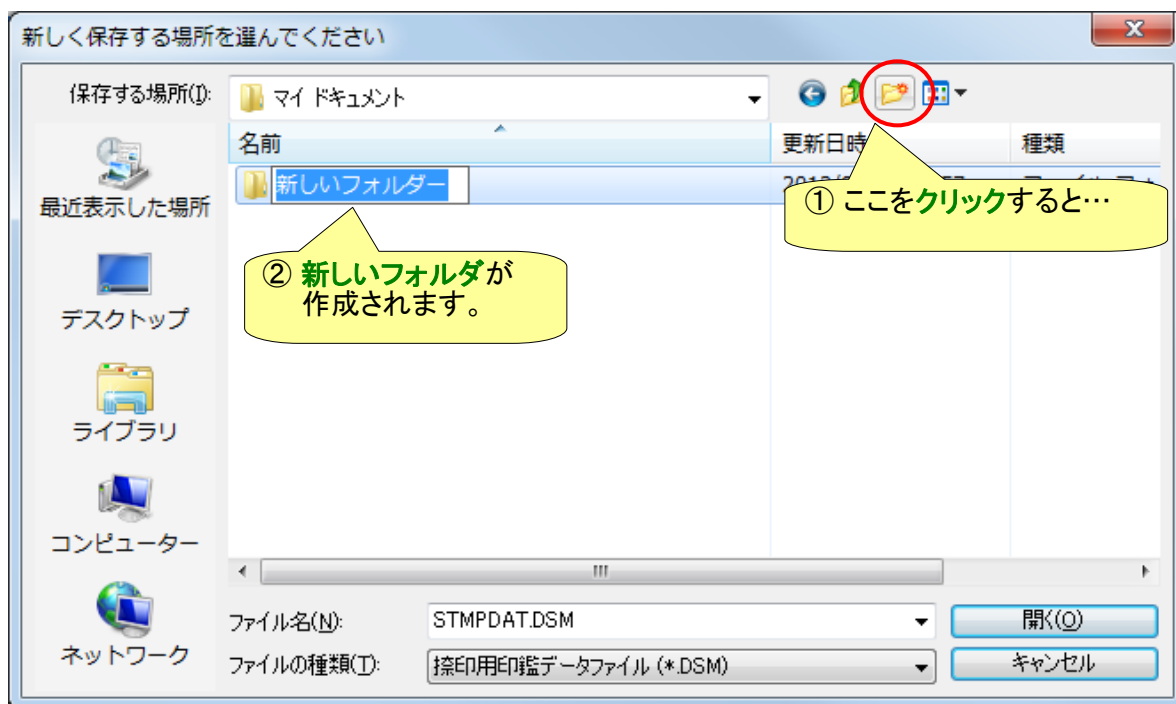 新しく保存する場所を選んでください
保存する場所(I):
マイ ドキュメント
名前
更新日時
種類
新しいフォルダー
① ここをクリックすると…
② 新しいフォルダが
作成されます。
最近表示した場所
デスクトップ
ライブラリ
コンピューター
ネットワーク
ファイル名(N):
STMPDAT.DSM
開く(O)
ファイルの種類(T):
捺印用印鑑データファイル (*.DSM)
キャンセル